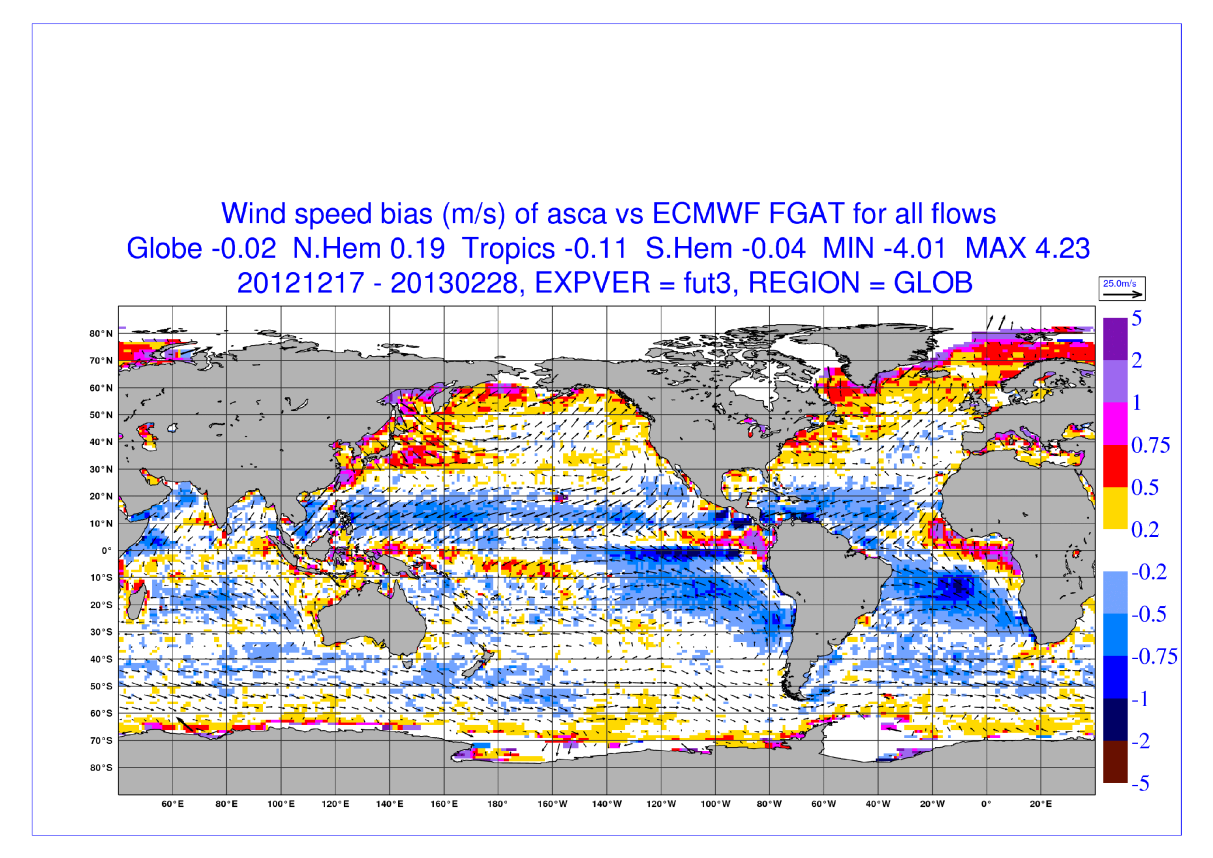 Wind speed bias (m/s) of asca vs ECMWF FGAT for all flows
Globe -0.02 N.Hem 0.19 Tropics -0.11 S.Hem -0.04 MIN -4.01 MAX 4.23
20121217 - 20130228, EXPVER = fut3, REGION = GLOB
25.0m/s
80°N
70°N
60°N
50°N
40°N
30°N
20°N
10°N
0°
10°S
20°S
30°S
40°S
50°S
60°S
70°S
80°S
60°E 80°E 100°E 120°E 140°E 160°E 180° 160°W 140°W 120°W 100°W 80°W 60°W 40°W 20°W 0° 20°E
5
2
1
0.75
0.5
0.2
-0.2
-0.5
-0.75
-1
-2
-5